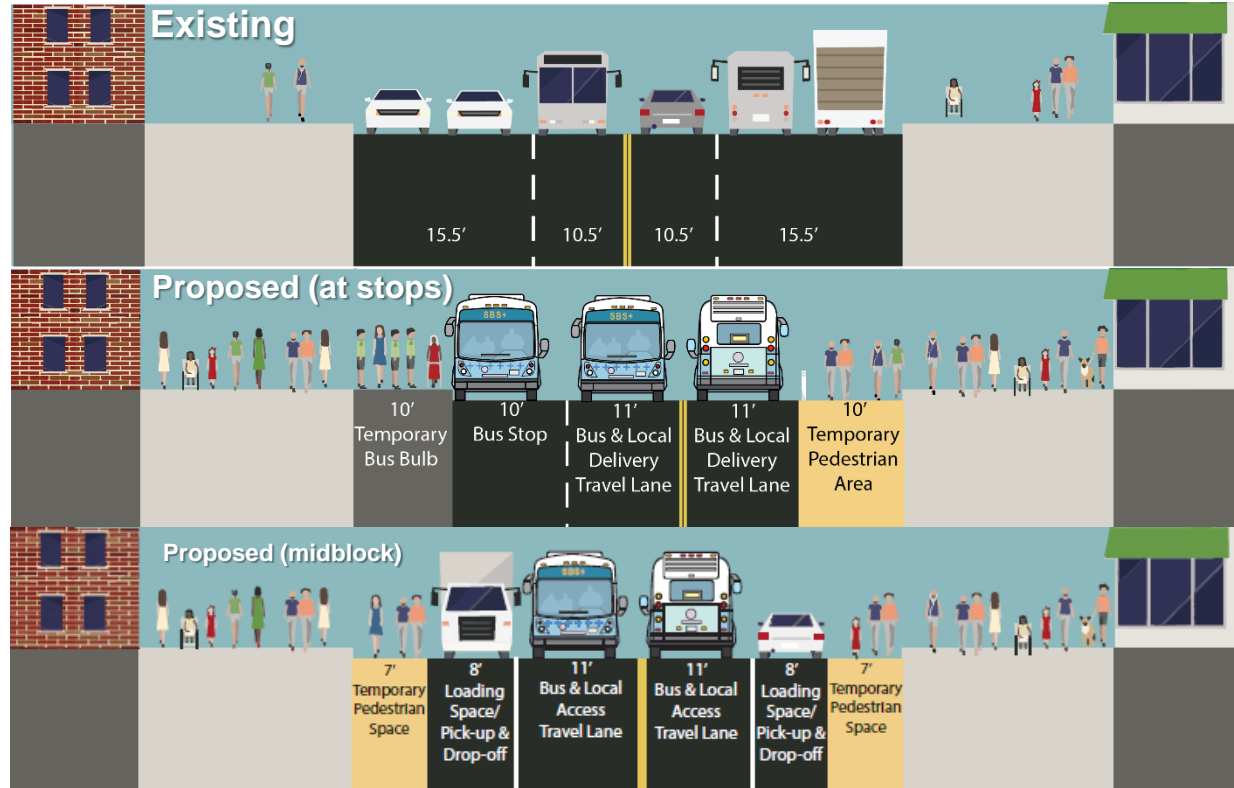 Existing
15.5’
10.5’
10.5’
15.5’
Proposed (at stops)
SBS+
SBS+
10’
Temporary
Bus Bulb
10’
Bus Stop
11’
Bus & Local
Delivery
Travel Lane
11’
Bus & Local
Delivery
Travel Lane
10’
Temporary
Pedestrian
Area
Proposed (midblock)
SBS+
7’
Temporary
Pedestrian
Space
8’
Loading
Space/
Pick-up &
Drop-off
11’
Bus & Local
Access
Travel Lane
11’
Bus & Local
Access
Travel Lane
8’
Loading
Space/
Pick-up &
Drop-off
7’
Temporary
Pedestrian
Space